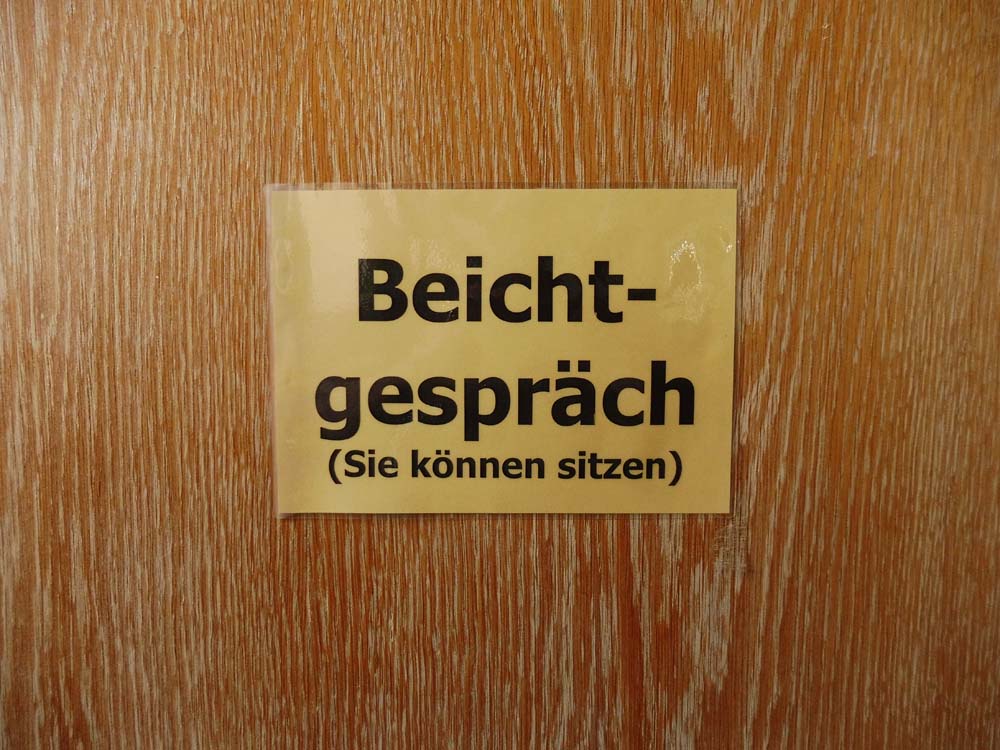 Beicht-
gespräch
(Sie können sitzen)